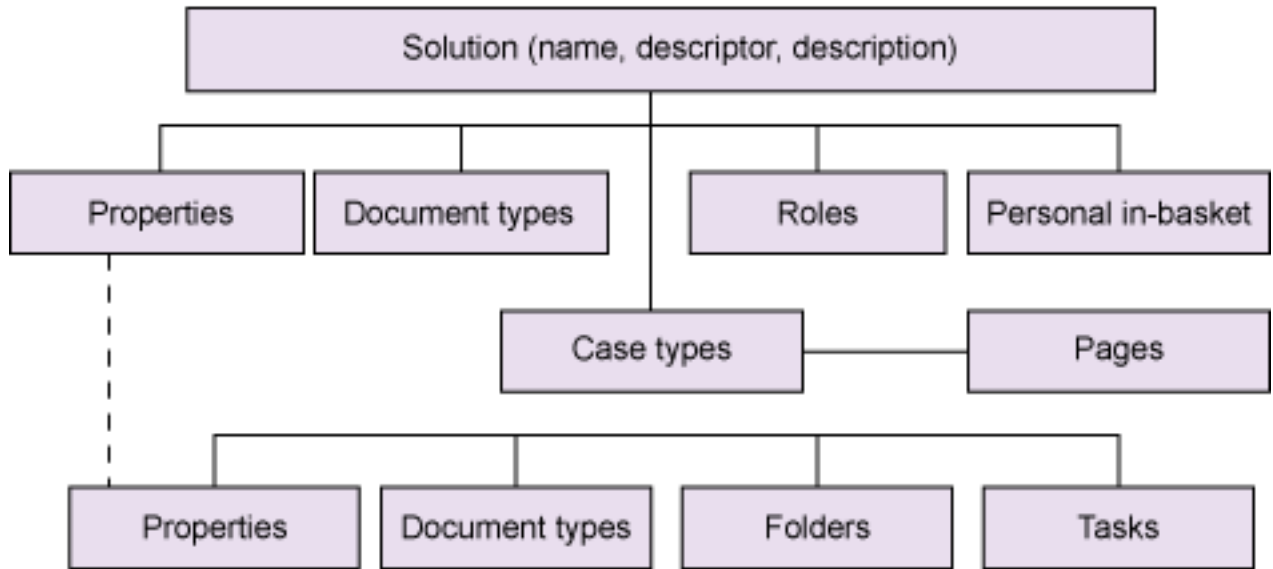 Solution (name, descriptor, description)
Properties
Document types
Roles
Personal in-basket
Case types
Pages
Properties
Document types
Folders
Tasks